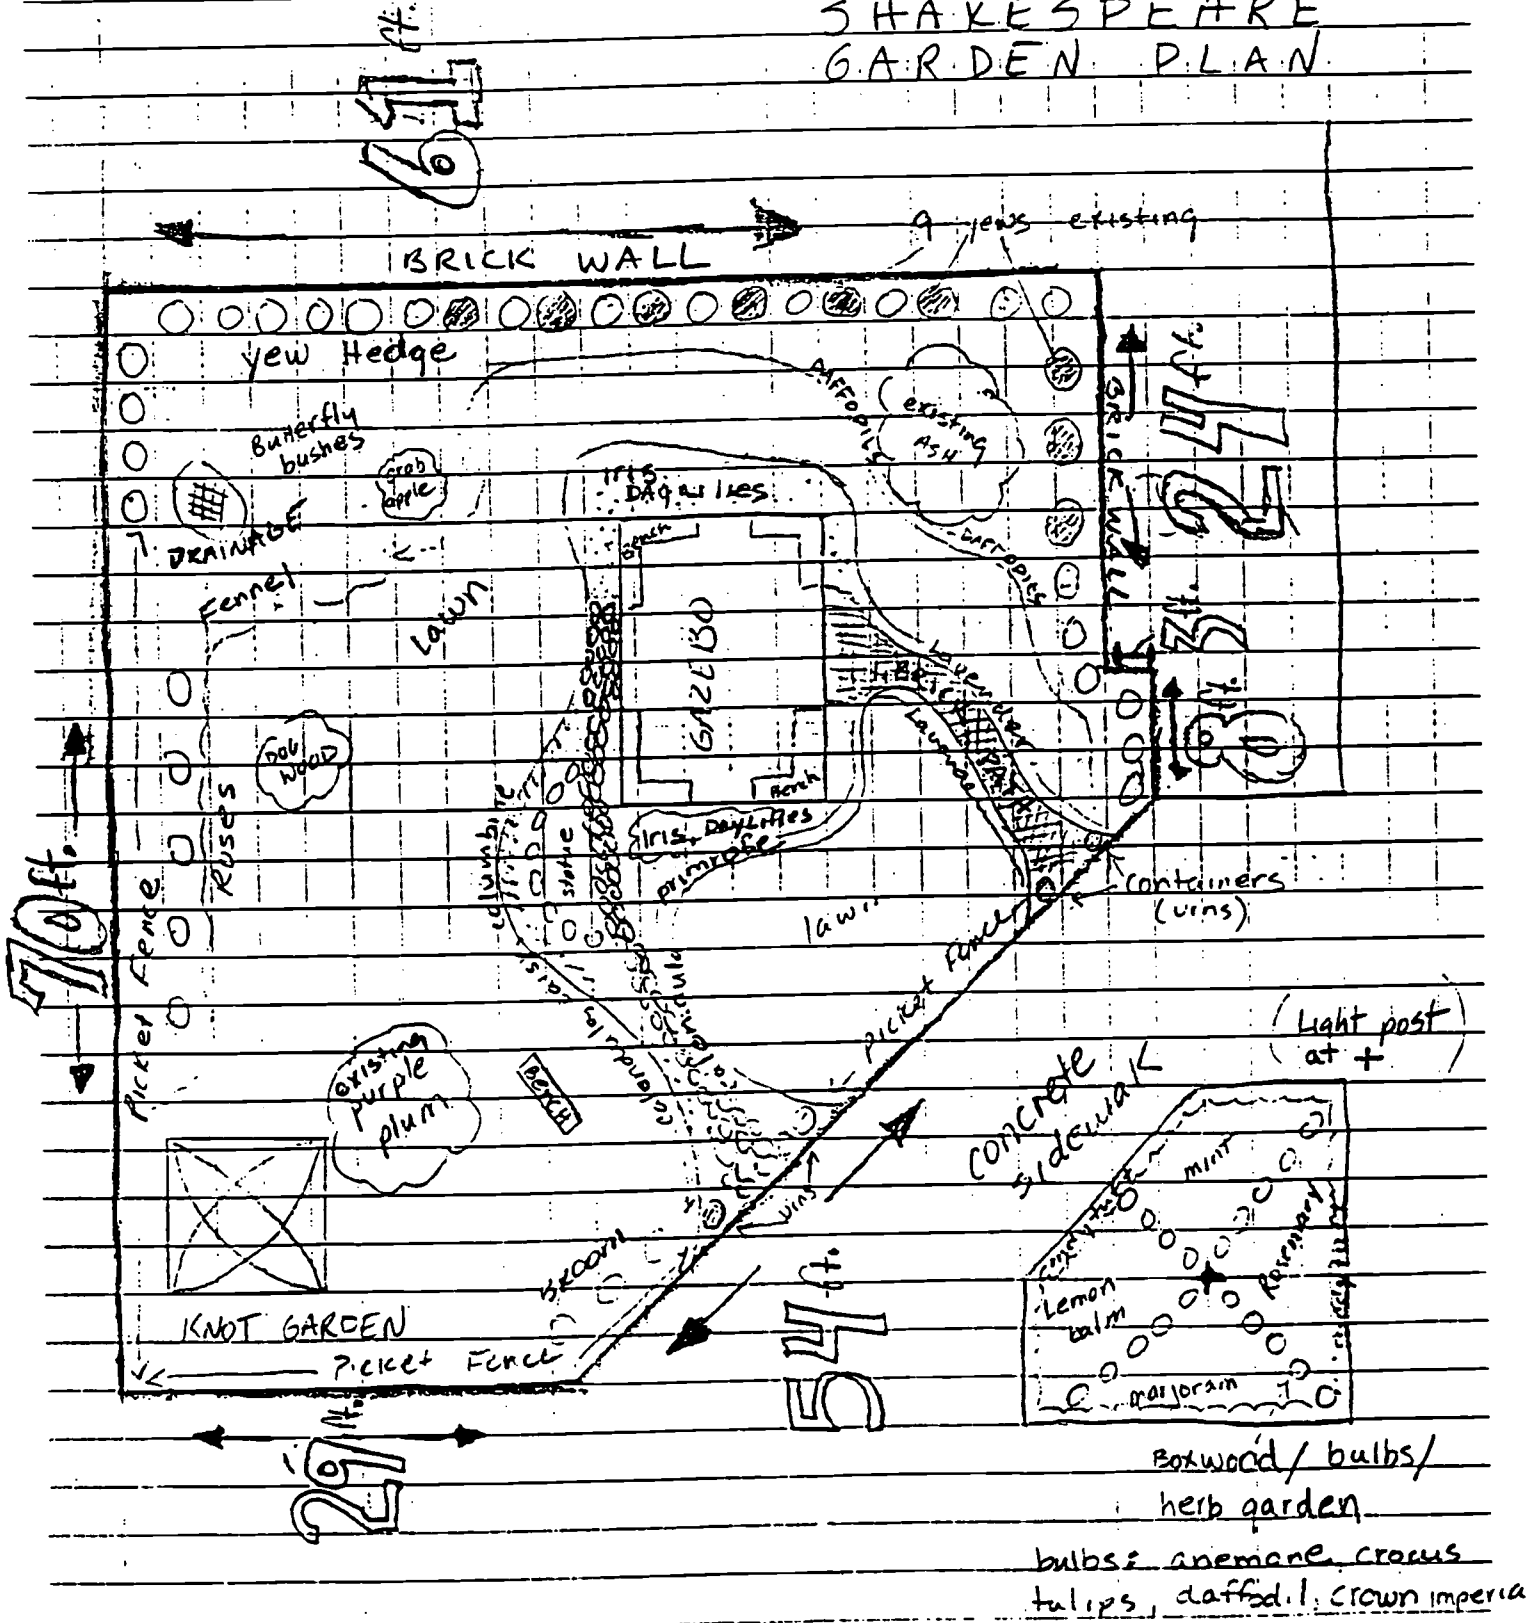 SHAKESPEARE
GARDEN PLAN
61 ft.
9 yews existing
BRICK WALL
Yew Hedge
Butterfly
bushes
crab
apple
DRAINAGE
Fennel
Lawn
DAFFODILS
existing
ASH
DAFFODILS
BRICK WALL
24 ft.
3 ft.
8 ft.
Iris
Bench
GAZEBO
Bench
Lavender
Lavender
BRICK PATH
DOG
WOOD
Roses
Picket Fence
70 ft.
columbine
statue
Iris, Daylilies
primrose
lawn
containers
(urns)
Picket Fence
campanula
existing
purple
plum
BENCH
urns
CONCRETE
SIDEWALK
(Light post
at +)
BROOM
KNOT GARDEN
Picket Fence
29 ft.
54 ft.
mint
Rosemary
Lemon
balm
marjoram
Boxwood / bulbs /
herb garden
bulbs: anemone, crocus
tulips, daffodil, crown imperia